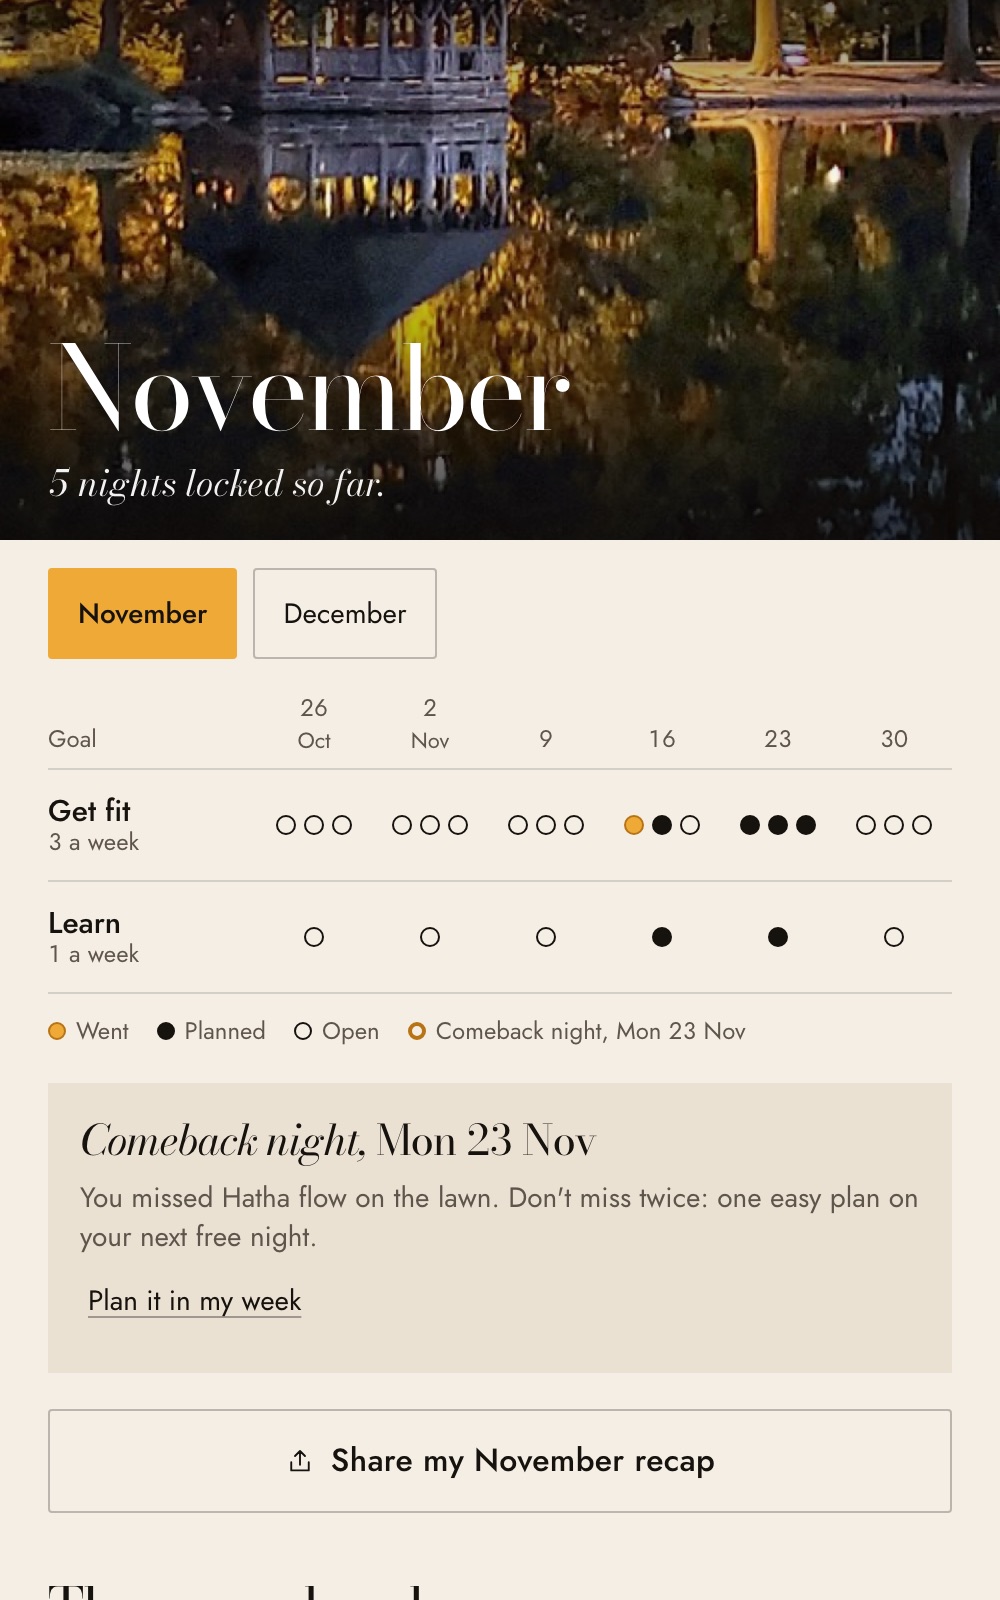 November
5 nights locked so far.
November
December
Goal
26 Oct
2 Nov
9
16
23
30
Get fit
3 a week
Learn
1 a week
Went
Planned
Open
Comeback night, Mon 23 Nov
Comeback night, Mon 23 Nov
You missed Hatha flow on the lawn. Don't miss twice: one easy plan on
your next free night.
Plan it in my week
Share my November recap